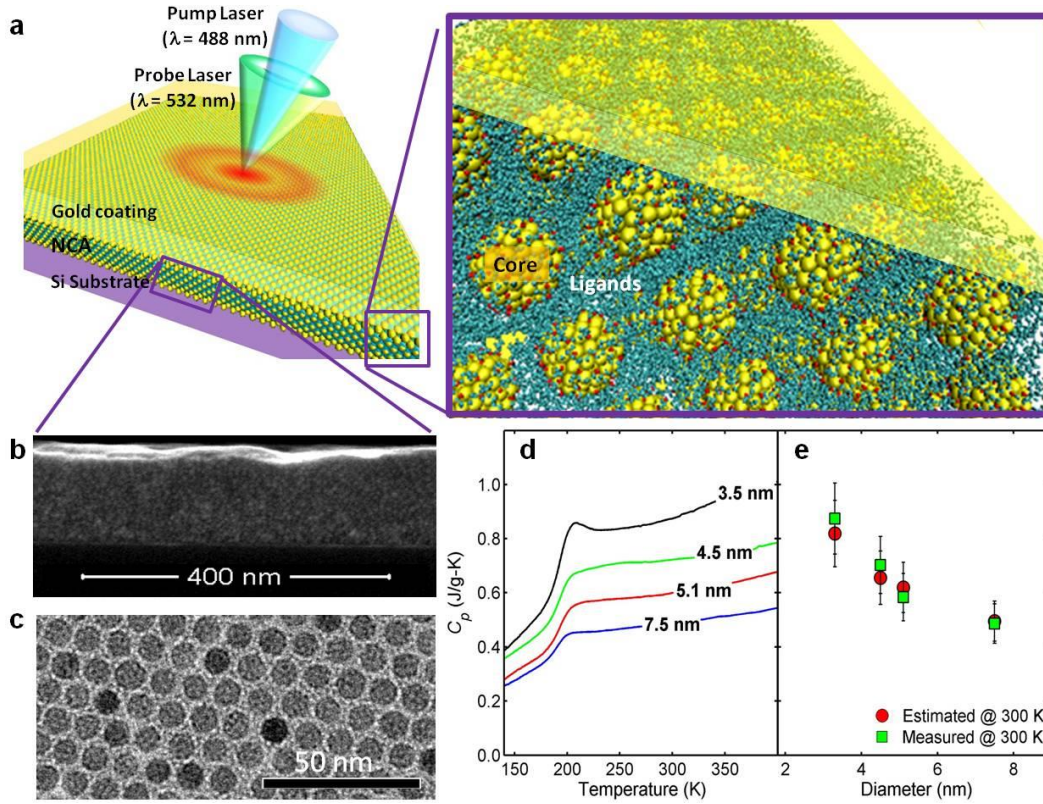 a
Pump Laser
(λ= 488 nm)
Probe Laser
(λ = 532 nm)
Gold coating
NCA
Si Substrate
Core
Ligands
b
400 nm
c
50 nm
d
1.0
0.8
0.6
0.4
0.2
0.0
Cp (J/g-K)
3.5 nm
4.5 nm
5.1 nm
7.5 nm
150
200
250
300
350
Temperature (K)
e
Estimated @ 300 K
Measured @ 300 K
2
4
6
8
Diameter (nm)